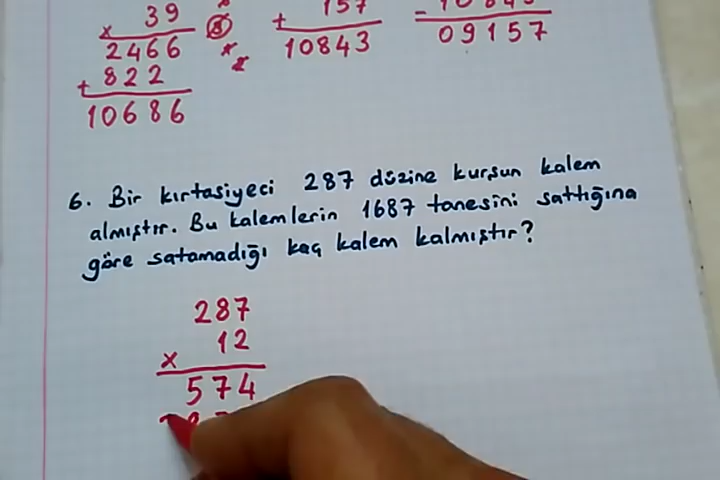 x 39
2466
+ 822
10686
+ 157
10843
09157
6. Bir kırtasiyeci 287 düzine kurşun kalem
almıştır. Bu kalemlerin 1687 tanesini sattığına
göre satamadığı kaç kalem kalmıştır?
287
x 12
574